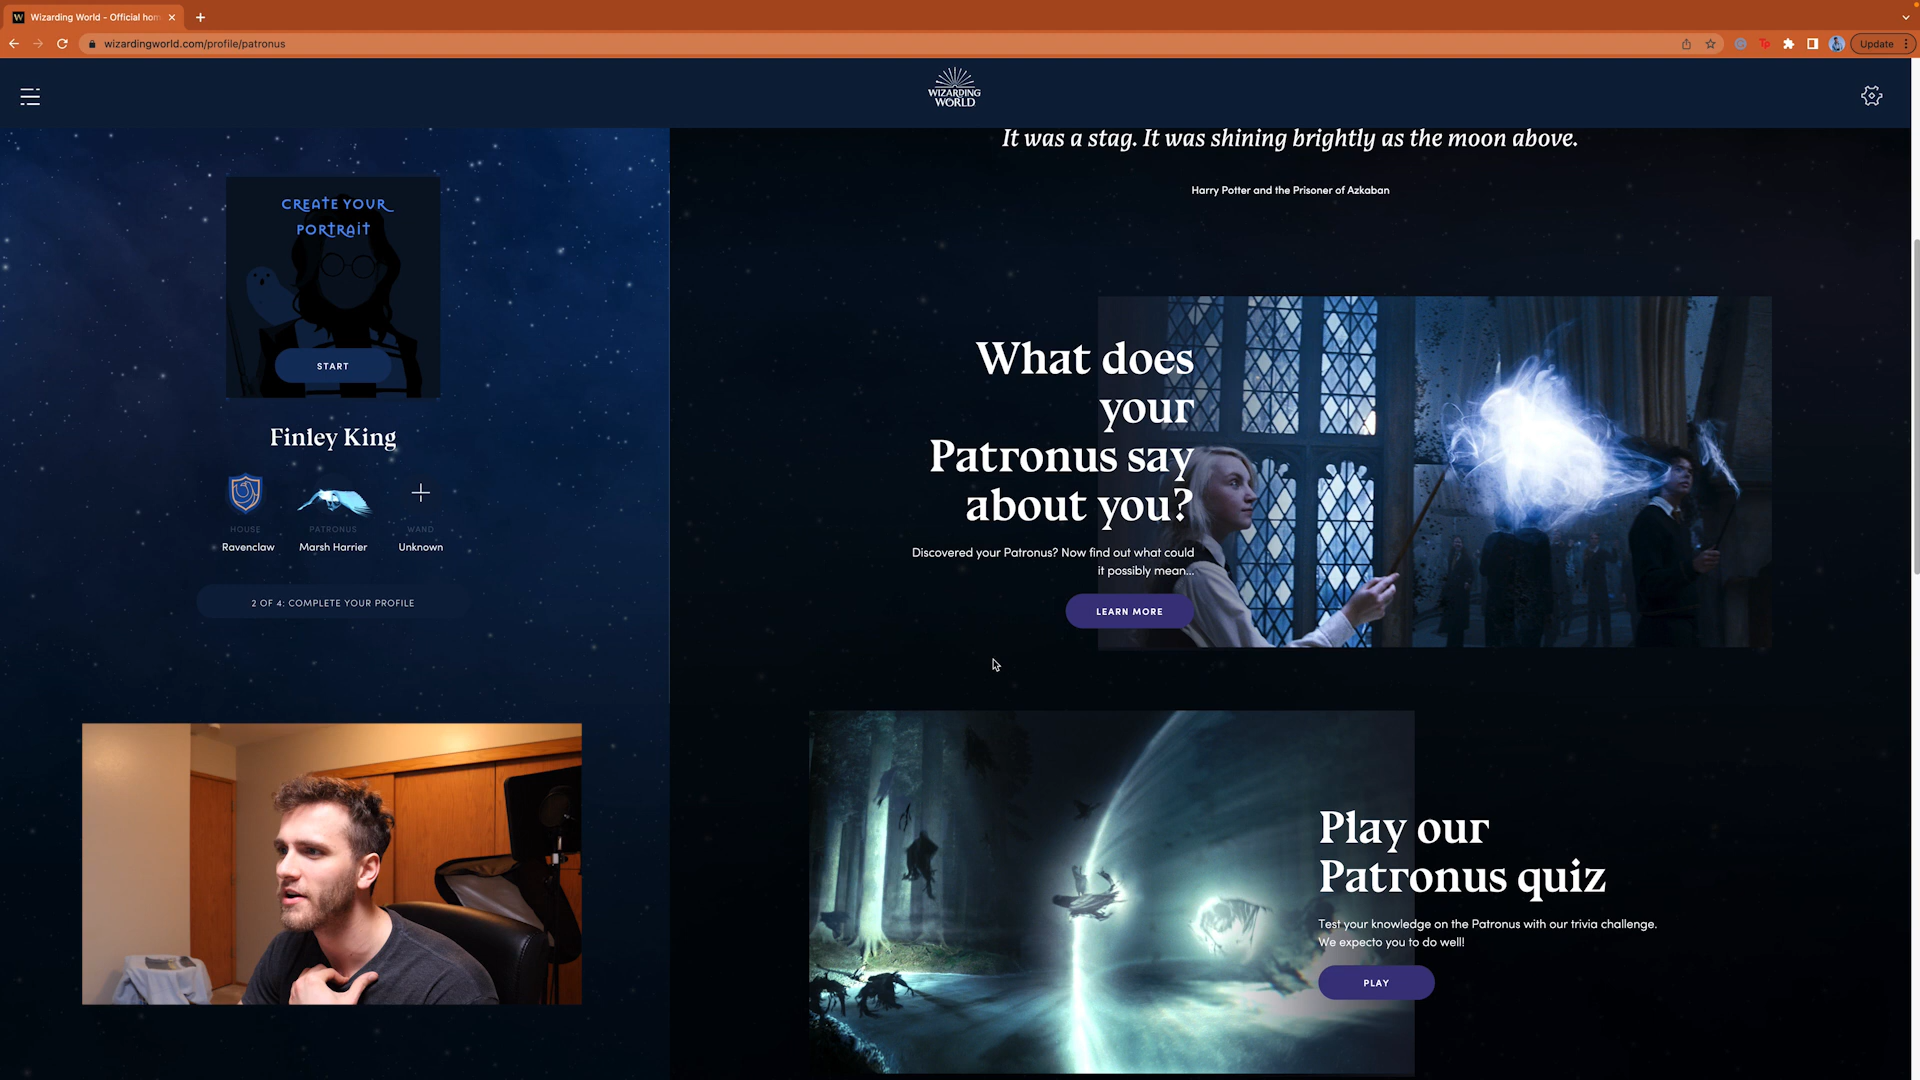 Wizarding World - Official hom
wizardingworld.com/profile/patronus
Tp
Update
WIZARDING
WORLD
It was a stag. It was shining brightly as the moon above.
Harry Potter and the Prisoner of Azkaban
CREATE YOUR
PORTRAIT
START
Finley King
HOUSE
PATRONUS
WAND
Ravenclaw
Marsh Harrier
Unknown
2 OF 4: COMPLETE YOUR PROFILE
What does
your
Patronus say
about you?
Discovered your Patronus? Now find out what could
it possibly mean...
LEARN MORE
Play our
Patronus quiz
Test your knowledge on the Patronus with our trivia challenge.
We expecto you to do well!
PLAY